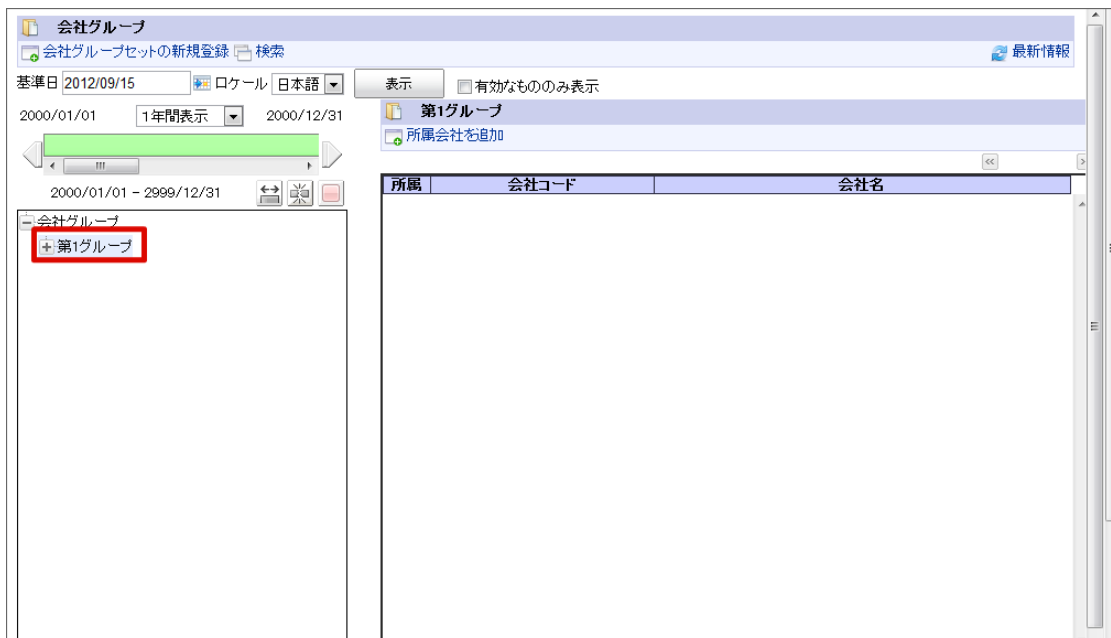 会社グループ
会社グループセットの新規登録 検索 最新情報
基準日 2012/09/15 ロケール 日本語 表示 有効なもののみ表示
2000/01/01 1年間表示 2000/12/31
第1グループ
所属会社を追加
2000/01/01 - 2999/12/31
所属 会社コード 会社名
会社グループ
第1グループ